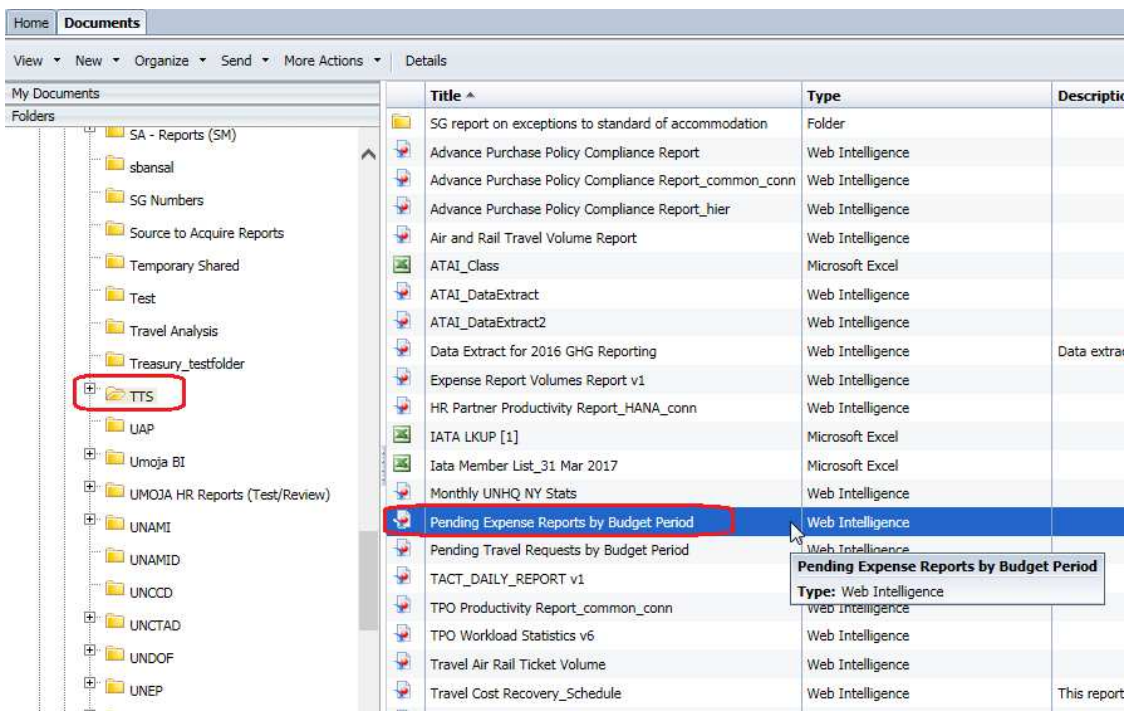 Home Documents
View New Organize Send More Actions Details
My Documents
Folders
SA - Reports (SM)
sbansal
SG Numbers
Source to Acquire Reports
Temporary Shared
Test
Travel Analysis
Treasury_testfolder
TTS
UAP
Umoja BI
UMOJA HR Reports (Test/Review)
UNAMI
UNAMID
UNCCD
UNCTAD
UNDOF
UNEP
Title Type Descriptio
SG report on exceptions to standard of accommodation Folder
Advance Purchase Policy Compliance Report Web Intelligence
Advance Purchase Policy Compliance Report_common_conn Web Intelligence
Advance Purchase Policy Compliance Report_hier Web Intelligence
Air and Rail Travel Volume Report Web Intelligence
ATAI_Class Microsoft Excel
ATAI_DataExtract Web Intelligence
ATAI_DataExtract2 Web Intelligence
Data Extract for 2016 GHG Reporting Web Intelligence Data extra
Expense Report Volumes Report v1 Web Intelligence
HR Partner Productivity Report_HANA_conn Web Intelligence
IATA LKUP [1] Microsoft Excel
Iata Member List_31 Mar 2017 Microsoft Excel
Monthly UNHQ NY Stats Web Intelligence
Pending Expense Reports by Budget Period Web Intelligence
Pending Travel Requests by Budget Period Web Intelligence
Pending Expense Reports by Budget Period
Type: Web Intelligence
TACT_DAILY_REPORT v1
TPO Productivity Report_common_conn Web Intelligence
TPO Workload Statistics v6 Web Intelligence
Travel Air Rail Ticket Volume Web Intelligence
Travel Cost Recovery_Schedule Web Intelligence This report